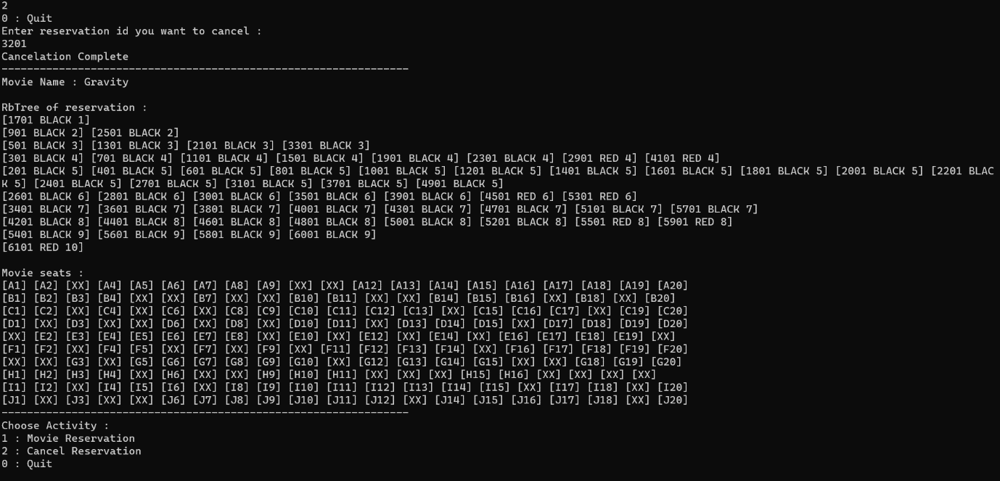 2
0 : Quit
Enter reservation id you want to cancel :
3201
Cancelation Complete
----------------------------------------------------------------
Movie Name : Gravity
RbTree of reservation :
[1701 BLACK 1]
[901 BLACK 2] [2501 BLACK 2]
[501 BLACK 3] [1301 BLACK 3] [2101 BLACK 3] [3301 BLACK 3]
[301 BLACK 4] [701 BLACK 4] [1101 BLACK 4] [1501 BLACK 4] [1901 BLACK 4] [2301 BLACK 4] [2901 RED 4] [4101 RED 4]
[201 BLACK 5] [401 BLACK 5] [601 BLACK 5] [801 BLACK 5] [1001 BLACK 5] [1201 BLACK 5] [1401 BLACK 5] [1601 BLACK 5] [1801 BLACK 5] [2001 BLACK 5] [2201 BLAC
K 5] [2401 BLACK 5] [2701 BLACK 5] [3101 BLACK 5] [3701 BLACK 5] [4901 BLACK 5]
[2601 BLACK 6] [2801 BLACK 6] [3001 BLACK 6] [3501 BLACK 6] [3901 BLACK 6] [4501 RED 6] [5301 RED 6]
[3401 BLACK 7] [3601 BLACK 7] [3801 BLACK 7] [4001 BLACK 7] [4301 BLACK 7] [4701 BLACK 7] [5101 BLACK 7] [5701 BLACK 7]
[4201 BLACK 8] [4401 BLACK 8] [4601 BLACK 8] [4801 BLACK 8] [5001 BLACK 8] [5201 BLACK 8] [5501 RED 8] [5901 RED 8]
[5401 BLACK 9] [5601 BLACK 9] [5801 BLACK 9] [6001 BLACK 9]
[6101 RED 10]
Movie seats :
[A1] [A2] [XX] [A4] [A5] [A6] [A7] [A8] [A9] [XX] [XX] [A12] [A13] [A14] [A15] [A16] [A17] [A18] [A19] [A20]
[B1] [B2] [B3] [B4] [XX] [XX] [B7] [XX] [XX] [B10] [B11] [XX] [XX] [B14] [B15] [B16] [XX] [B18] [XX] [B20]
[C1] [C2] [XX] [C4] [XX] [C6] [XX] [C8] [C9] [C10] [C11] [C12] [C13] [XX] [C15] [C16] [C17] [XX] [C19] [C20]
[D1] [XX] [D3] [XX] [XX] [D6] [XX] [D8] [XX] [D10] [D11] [XX] [D13] [D14] [D15] [XX] [D17] [D18] [D19] [D20]
[XX] [E2] [E3] [E4] [E5] [E6] [E7] [E8] [XX] [E10] [XX] [E12] [XX] [E14] [XX] [E16] [E17] [E18] [E19] [XX]
[F1] [F2] [XX] [F4] [F5] [XX] [F7] [XX] [F9] [XX] [F11] [F12] [F13] [F14] [XX] [F16] [F17] [F18] [F19] [F20]
[XX] [XX] [G3] [XX] [G5] [G6] [G7] [G8] [G9] [G10] [XX] [G12] [G13] [G14] [G15] [XX] [XX] [G18] [G19] [G20]
[H1] [H2] [H3] [H4] [XX] [H6] [XX] [XX] [H9] [H10] [H11] [XX] [XX] [XX] [H15] [H16] [XX] [XX] [XX] [XX]
[I1] [I2] [XX] [I4] [I5] [I6] [XX] [I8] [I9] [I10] [I11] [I12] [I13] [I14] [I15] [XX] [I17] [I18] [XX] [I20]
[J1] [XX] [J3] [XX] [XX] [J6] [J7] [J8] [J9] [J10] [J11] [J12] [XX] [J14] [J15] [J16] [J17] [J18] [XX] [J20]
----------------------------------------------------------------
Choose Activity :
1 : Movie Reservation
2 : Cancel Reservation
0 : Quit